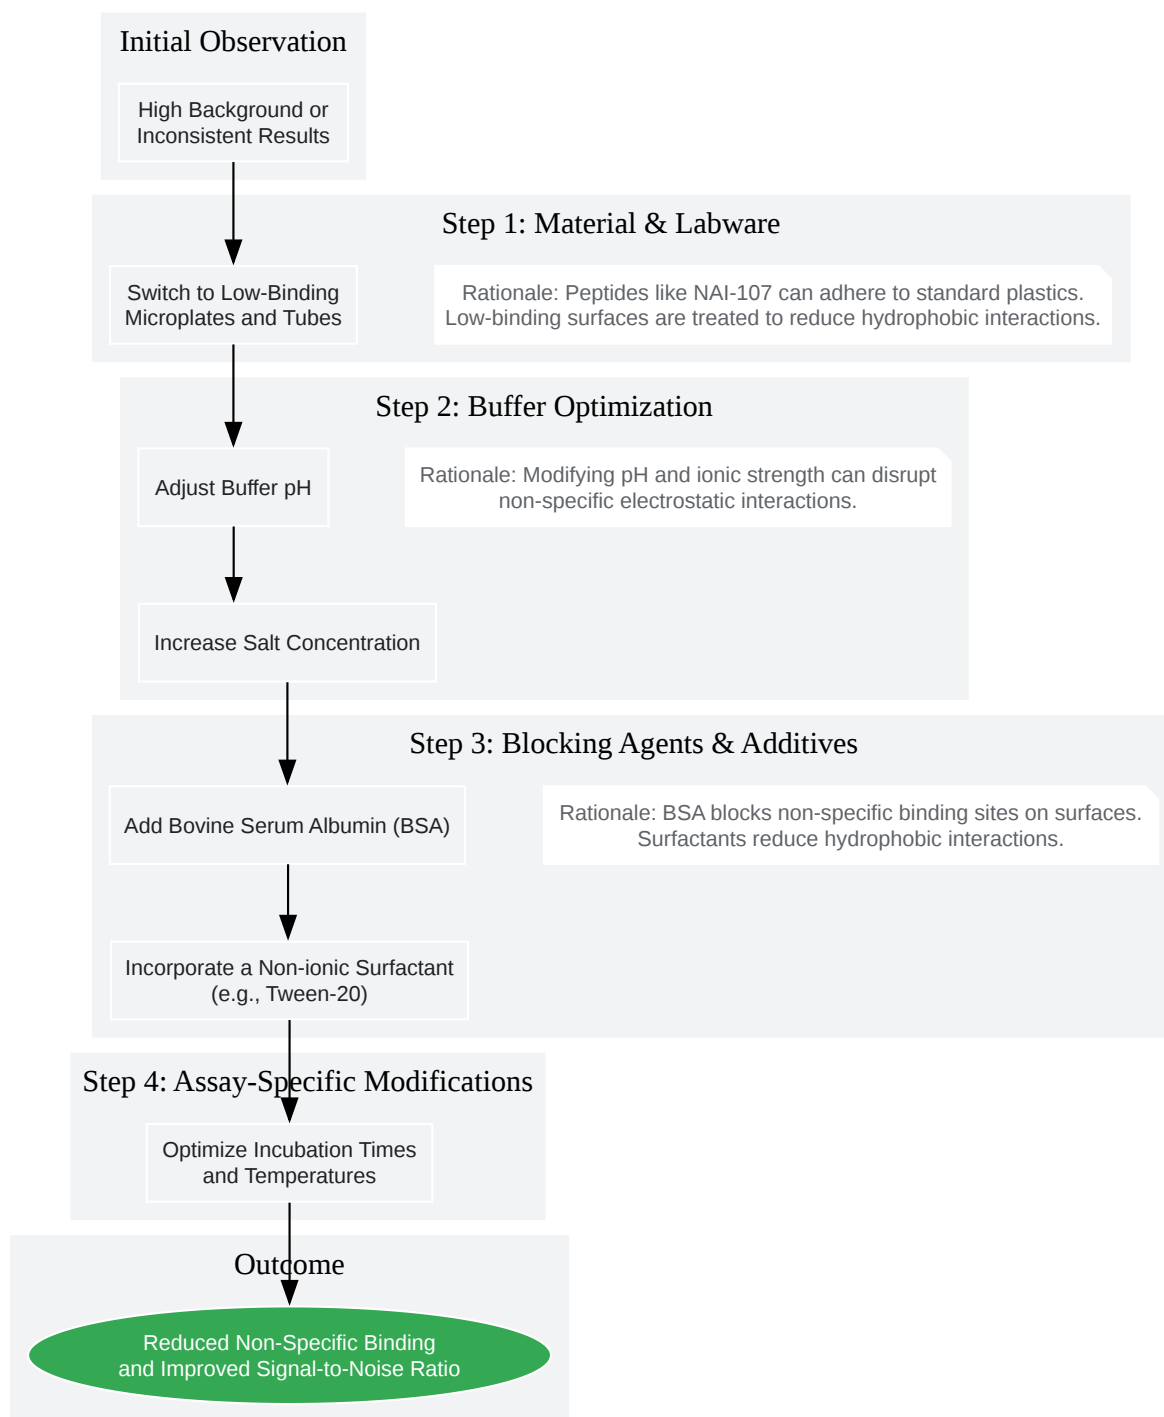 Initial Observation
High Background or
Inconsistent Results
Step 1: Material & Labware
Switch to Low-Binding
Microplates and Tubes
Rationale: Peptides like NAI-107 can adhere to standard plastics.
Low-binding surfaces are treated to reduce hydrophobic interactions.
Step 2: Buffer Optimization
Adjust Buffer pH
Rationale: Modifying pH and ionic strength can disrupt
non-specific electrostatic interactions.
Increase Salt Concentration
Step 3: Blocking Agents & Additives
Add Bovine Serum Albumin (BSA)
Rationale: BSA blocks non-specific binding sites on surfaces.
Surfactants reduce hydrophobic interactions.
Incorporate a Non-ionic Surfactant
(e.g., Tween-20)
Step 4: Assay-Specific Modifications
Optimize Incubation Times
and Temperatures
Outcome
Reduced Non-Specific Binding
and Improved Signal-to-Noise Ratio